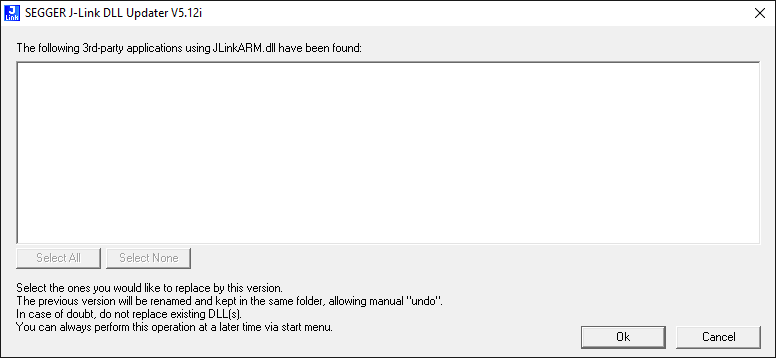 J
Link
SEGGER J-Link DLL Updater V5.12i
The following 3rd-party applications using JLinkARM.dll have been found:
Select All
Select None
Select the ones you would like to replace by this version.
The previous version will be renamed and kept in the same folder, allowing manual "undo".
In case of doubt, do not replace existing DLL(s).
You can always perform this operation at a later time via start menu.
Ok
Cancel